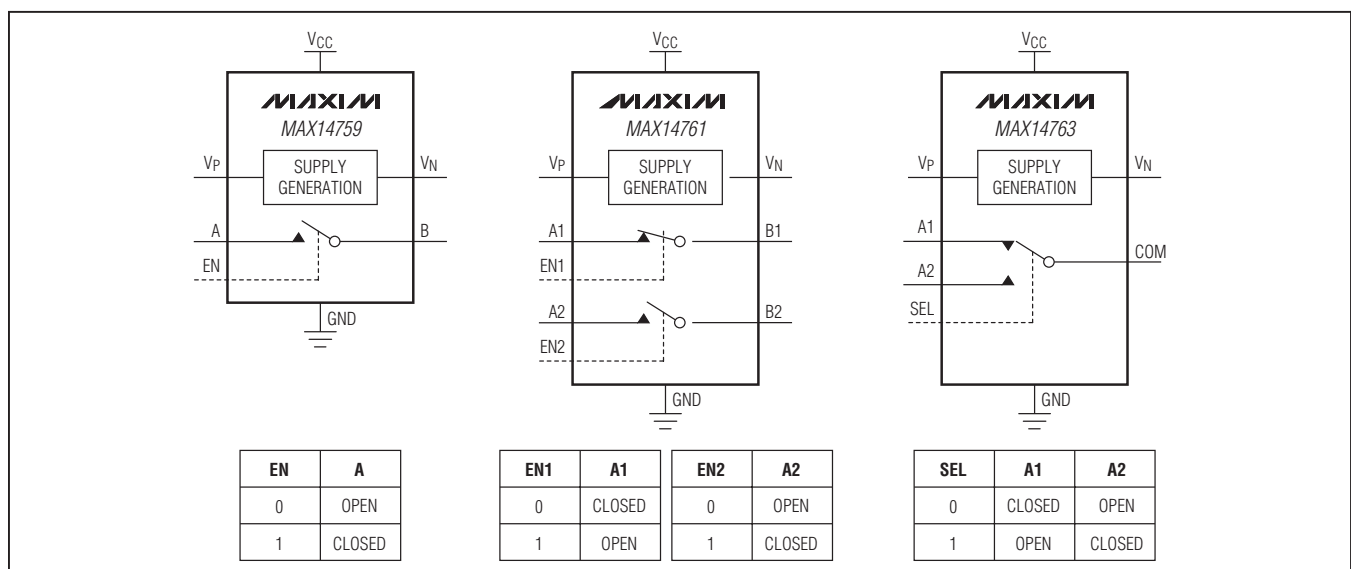 VCC
MAXIM
MAX14759
VP
SUPPLY
GENERATION
VN
A
B
EN
GND
EN A
0 OPEN
1 CLOSED
VCC
MAXIM
MAX14761
VP
SUPPLY
GENERATION
VN
A1
B1
EN1
A2
B2
EN2
GND
EN1 A1
0 CLOSED
1 OPEN
EN2 A2
0 OPEN
1 CLOSED
VCC
MAXIM
MAX14763
VP
SUPPLY
GENERATION
VN
A1
COM
A2
SEL
GND
SEL A1 A2
0 CLOSED OPEN
1 OPEN CLOSED